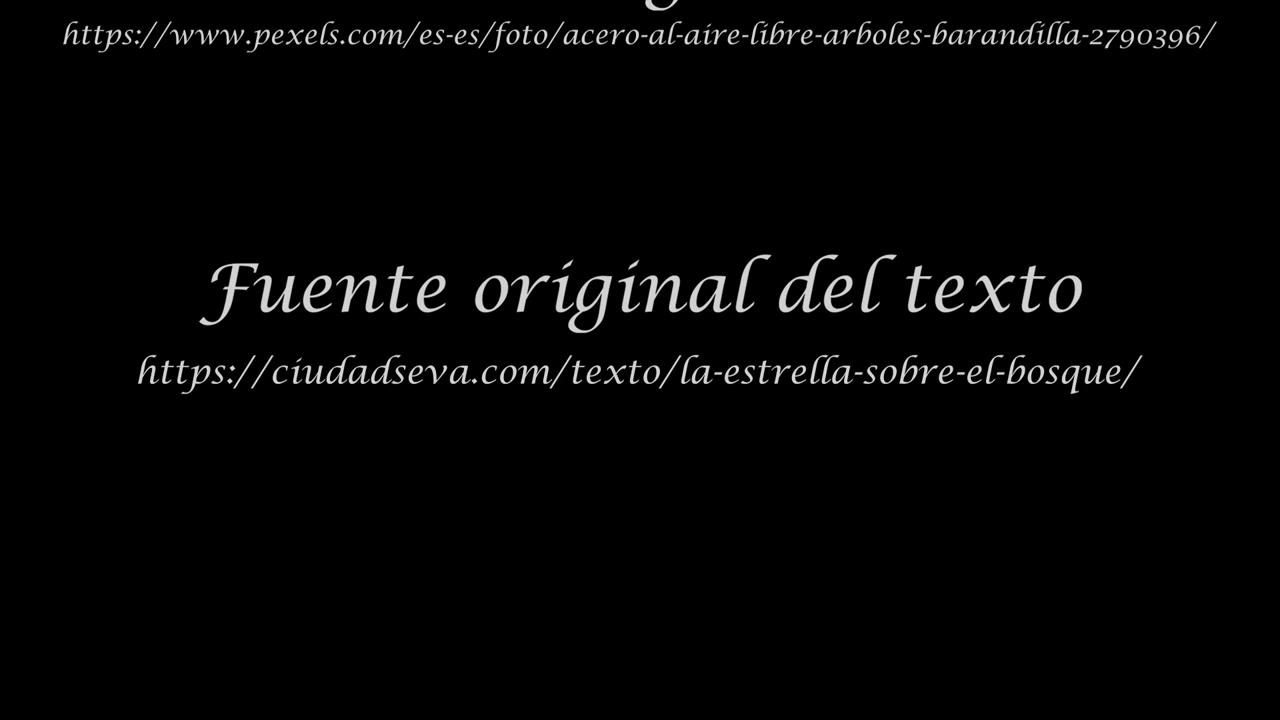 https://www.pexels.com/es-es/foto/acero-al-aire-libre-arboles-barandilla-2790396/
Fuente original del texto
https://ciudadseva.com/texto/la-estrella-sobre-el-bosque/